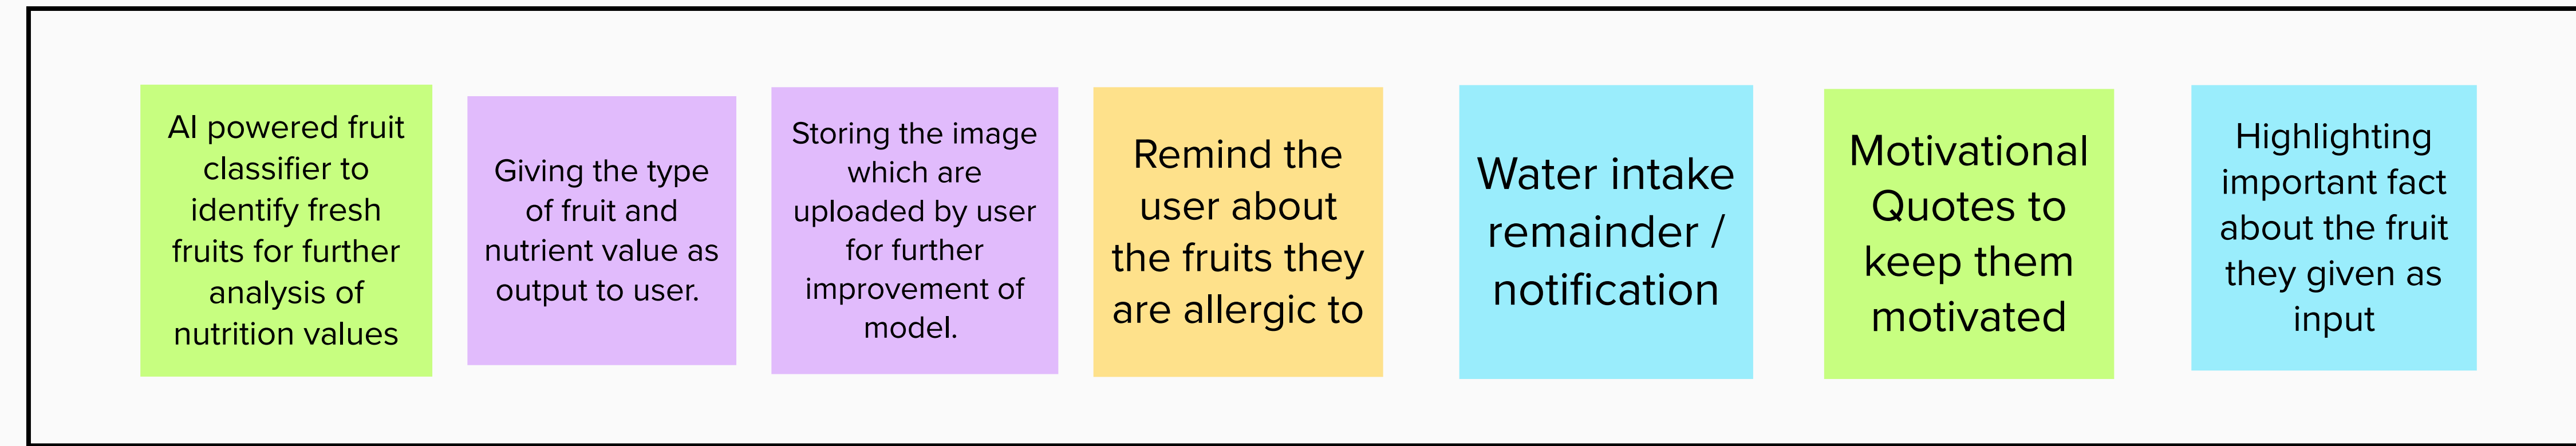 AI powered fruit
classifier to
identify fresh
fruits for further
analysis of
nutrition values
Giving the type
of fruit and
nutrient value as
output to user.
Storing the image
which are
uploaded by user
for further
improvement of
model.
Remind the
user about
the fruits they
are allergic to
Water intake
remainder /
notification
Motivational
Quotes to
keep them
motivated
Highlighting
important fact
about the fruit
they given as
input